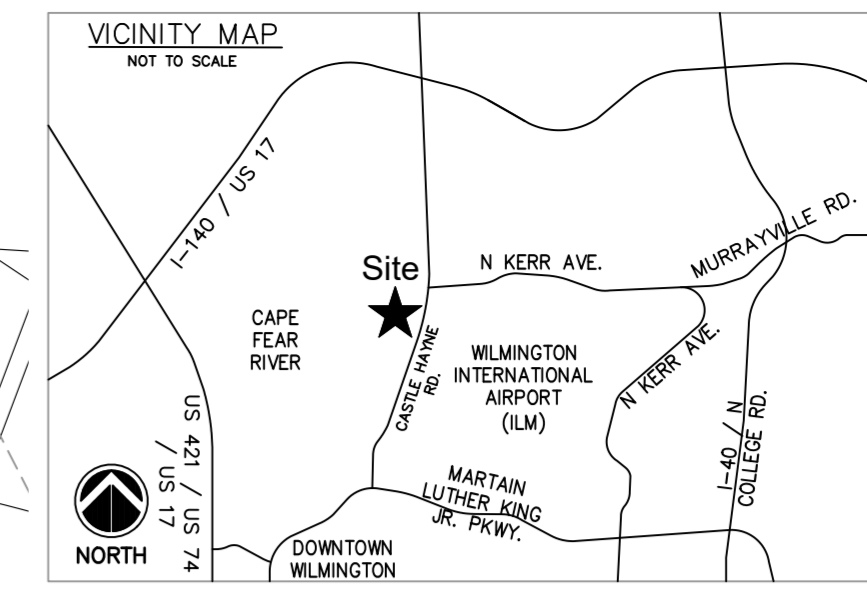 VICINITY MAP
NOT TO SCALE
I-140 / US 17
Site
N KERR AVE.
MURRAYVILLE RD.
CAPE
FEAR
RIVER
CASTLE HAYNE
RD.
WILMINGTON
INTERNATIONAL
AIRPORT
(ILM)
N KERR AVE.
US 421 / US 74
/ US 17
I-40 / N
COLLEGE RD.
MARTAIN
LUTHER KING
JR. PKWY.
NORTH
DOWNTOWN
WILMINGTON